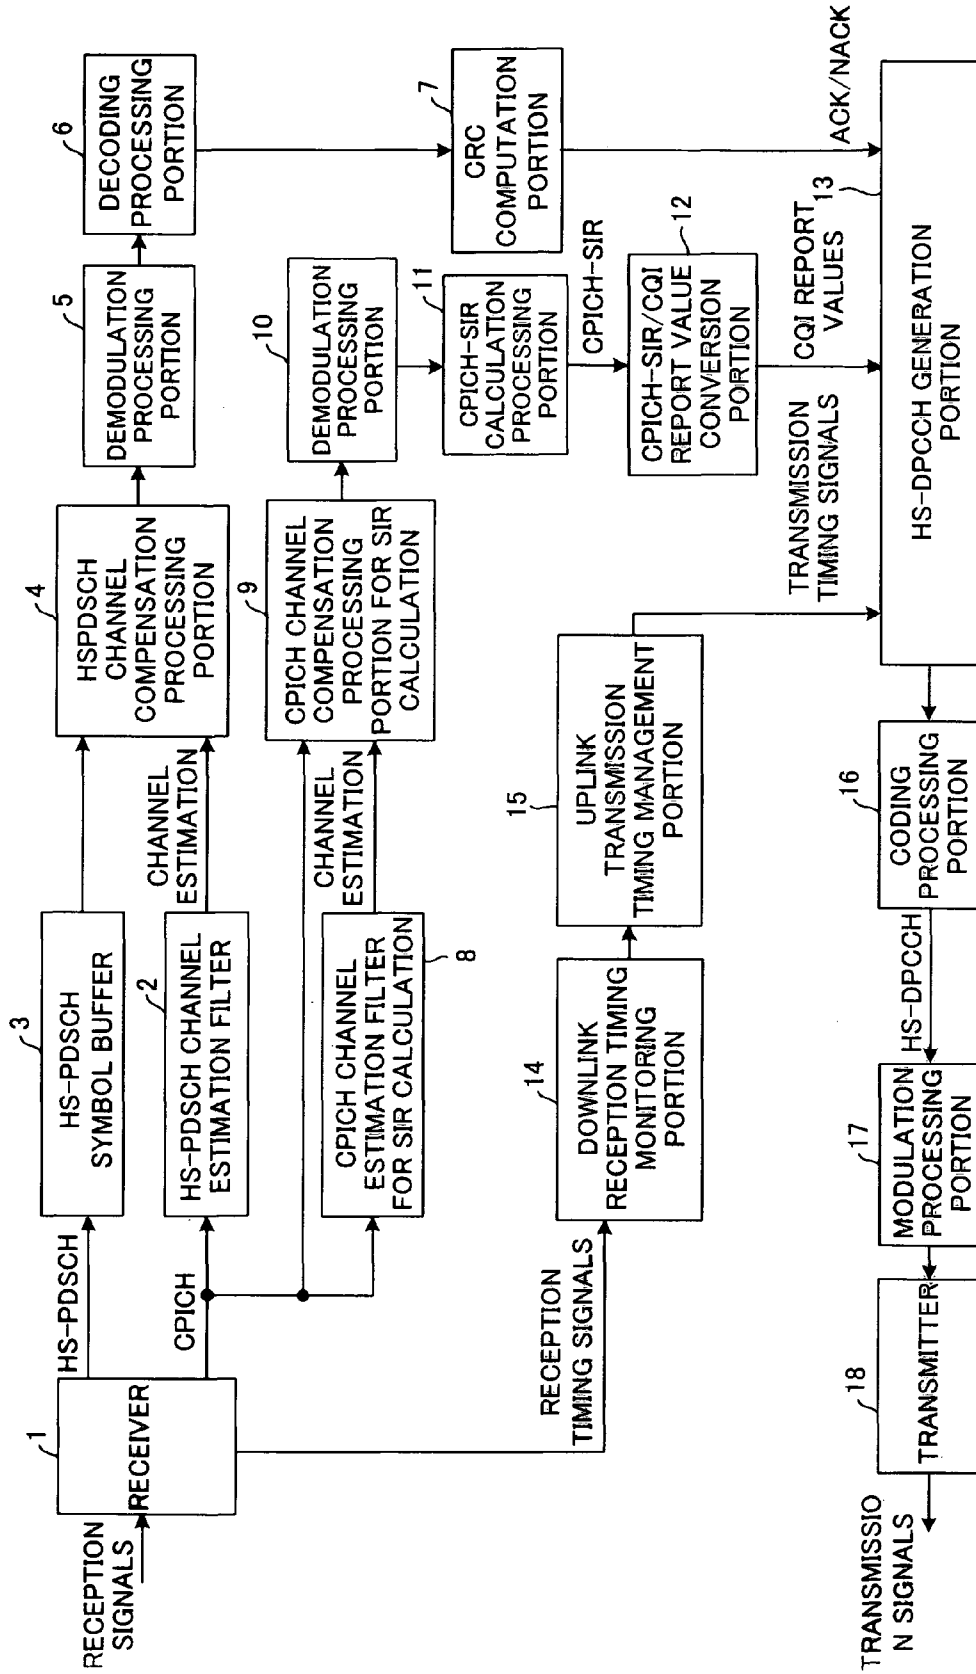 RECEPTION
SIGNALS
1
RECEIVER
HS-PDSCH
CPICH
RECEPTION
TIMING SIGNALS
3
HS-PDSCH
SYMBOL BUFFER
2
HS-PDSCH CHANNEL
ESTIMATION FILTER
CPICH CHANNEL
ESTIMATION FILTER
FOR SIR CALCULATION
8
CHANNEL
ESTIMATION
CHANNEL
ESTIMATION
4
HSPDSCH
CHANNEL
COMPENSATION
PROCESSING
PORTION
9
CPICH CHANNEL
COMPENSATION
PROCESSING
PORTION FOR SIR
CALCULATION
5
DEMODULATION
PROCESSING
PORTION
6
DECODING
PROCESSING
PORTION
10
DEMODULATION
PROCESSING
PORTION
7
CRC
COMPUTATION
PORTION
11
CPICH-SIR
CALCULATION
PROCESSING
PORTION
CPICH-SIR
12
CPICH-SIR/CQI
REPORT VALUE
CONVERSION
PORTION
14
DOWNLINK
RECEPTION TIMING
MONITORING
PORTION
15
UPLINK
TRANSMISSION
TIMING MANAGEMENT
PORTION
TRANSMISSION
TIMING SIGNALS
CQI REPORT
VALUES
ACK/NACK
13
HS-DPCCH GENERATION
PORTION
16
CODING
PROCESSING
PORTION
HS-DPCCH
17
MODULATION
PROCESSING
PORTION
18
TRANSMITTER
TRANSMISSIO
N SIGNALS